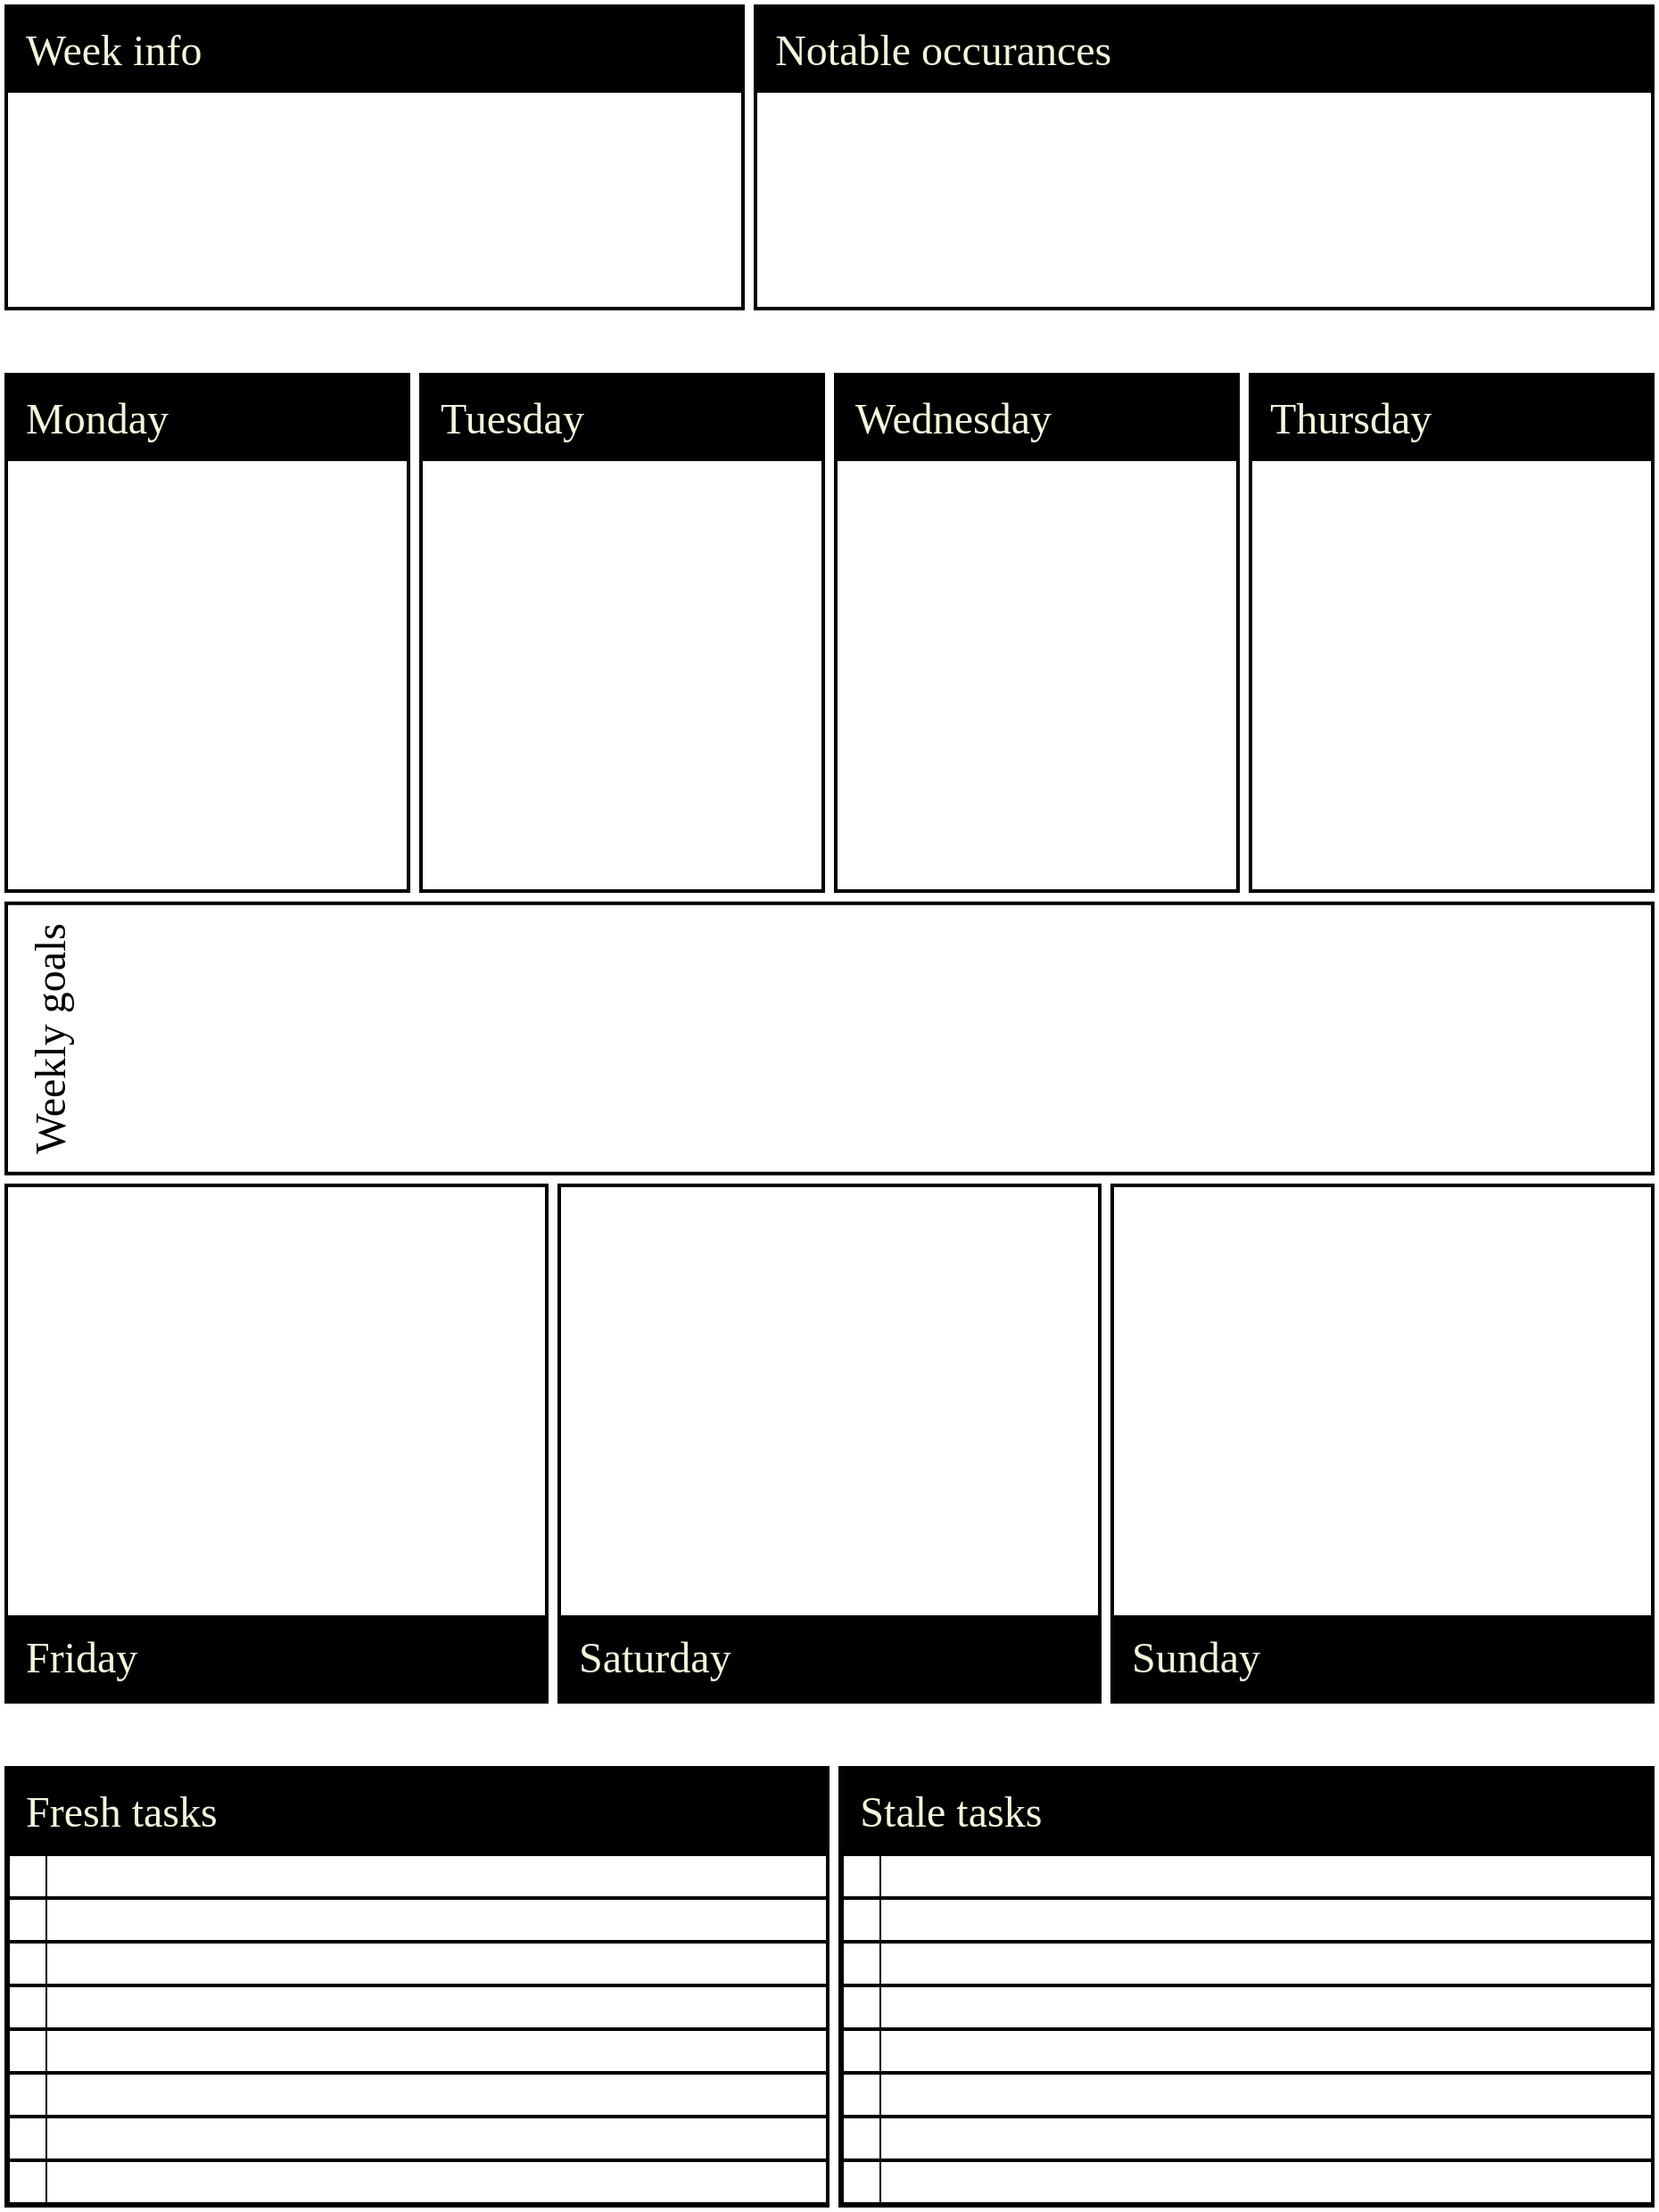 Week info
Notable occurances
Monday
Tuesday
Wednesday
Thursday
Weekly goals
Friday
Saturday
Sunday
Fresh tasks
Stale tasks